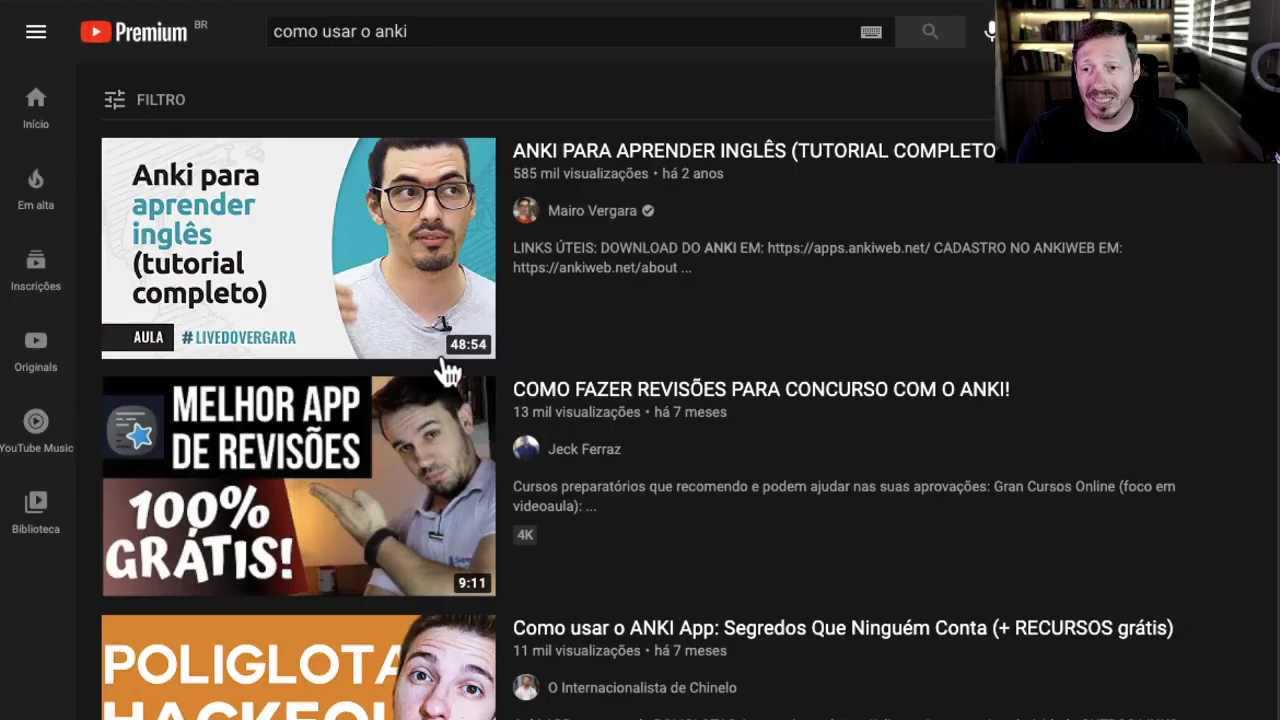 Premium BR
como usar o anki
FILTRO
Início
Em alta
Inscrições
Originals
YouTube Music
Biblioteca
Anki para
aprender
inglês
(tutorial
completo)
AULA #LIVEDOVERGARA
48:54
ANKI PARA APRENDER INGLÊS (TUTORIAL COMPLETO
585 mil visualizações • há 2 anos
Mairo Vergara
LINKS ÚTEIS: DOWNLOAD DO ANKI EM: https://apps.ankiweb.net/ CADASTRO NO ANKIWEB EM:
https://ankiweb.net/about ...
MELHOR APP
DE REVISÕES
100%
GRÁTIS!
9:11
COMO FAZER REVISÕES PARA CONCURSO COM O ANKI!
13 mil visualizações • há 7 meses
Jeck Ferraz
Cursos preparatórios que recomendo e podem ajudar nas suas aprovações: Gran Cursos Online (foco em
videoaula): ...
4K
POLIGLOTA
Como usar o ANKI App: Segredos Que Ninguém Conta (+ RECURSOS grátis)
11 mil visualizações • há 7 meses
O Internacionalista de Chinelo